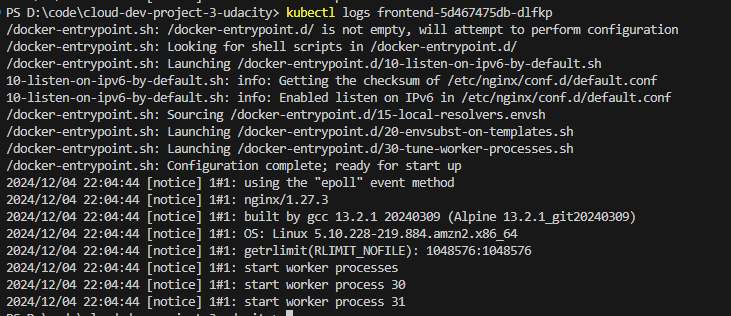 PS D:\code\cloud-dev-project-3-udacity> kubectl logs frontend-5d467475db-dlfkp
/docker-entrypoint.sh: /docker-entrypoint.d/ is not empty, will attempt to perform configuration
/docker-entrypoint.sh: Looking for shell scripts in /docker-entrypoint.d/
/docker-entrypoint.sh: Launching /docker-entrypoint.d/10-listen-on-ipv6-by-default.sh
10-listen-on-ipv6-by-default.sh: info: Getting the checksum of /etc/nginx/conf.d/default.conf
10-listen-on-ipv6-by-default.sh: info: Enabled listen on IPv6 in /etc/nginx/conf.d/default.conf
/docker-entrypoint.sh: Sourcing /docker-entrypoint.d/15-local-resolvers.envsh
/docker-entrypoint.sh: Launching /docker-entrypoint.d/20-envsubst-on-templates.sh
/docker-entrypoint.sh: Launching /docker-entrypoint.d/30-tune-worker-processes.sh
/docker-entrypoint.sh: Configuration complete; ready for start up
2024/12/04 22:04:44 [notice] 1#1: using the "epoll" event method
2024/12/04 22:04:44 [notice] 1#1: nginx/1.27.3
2024/12/04 22:04:44 [notice] 1#1: built by gcc 13.2.1 20240309 (Alpine 13.2.1_git20240309)
2024/12/04 22:04:44 [notice] 1#1: OS: Linux 5.10.228-219.884.amzn2.x86_64
2024/12/04 22:04:44 [notice] 1#1: getrlimit(RLIMIT_NOFILE): 1048576:1048576
2024/12/04 22:04:44 [notice] 1#1: start worker processes
2024/12/04 22:04:44 [notice] 1#1: start worker process 30
2024/12/04 22:04:44 [notice] 1#1: start worker process 31
PS D:\code\cloud-dev-project-3-udacity>